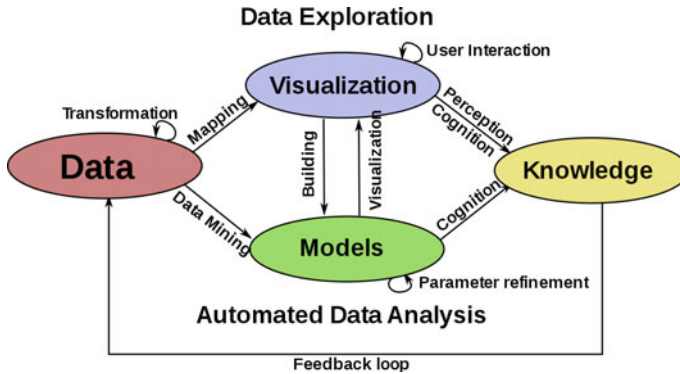 Data Exploration
User Interaction
Visualization
Transformation
Mapping
Perception
Cognition
Data
Building
Visualization
Knowledge
Data Mining
Cognition
Models
Parameter refinement
Automated Data Analysis
Feedback loop